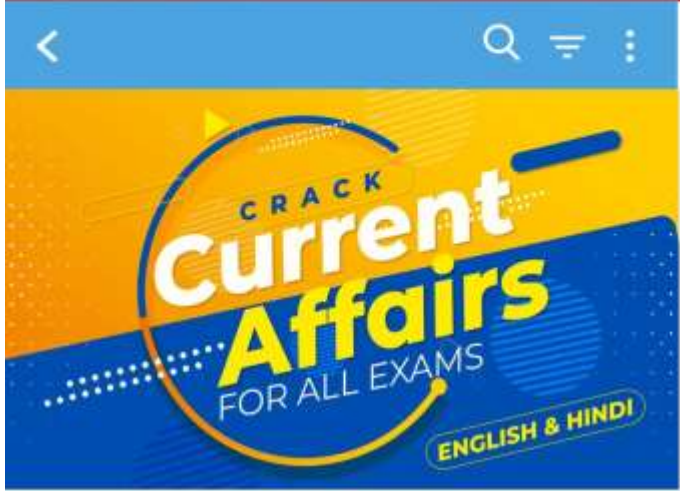 CRACK
Current
Affairs
FOR ALL EXAMS
ENGLISH & HINDI